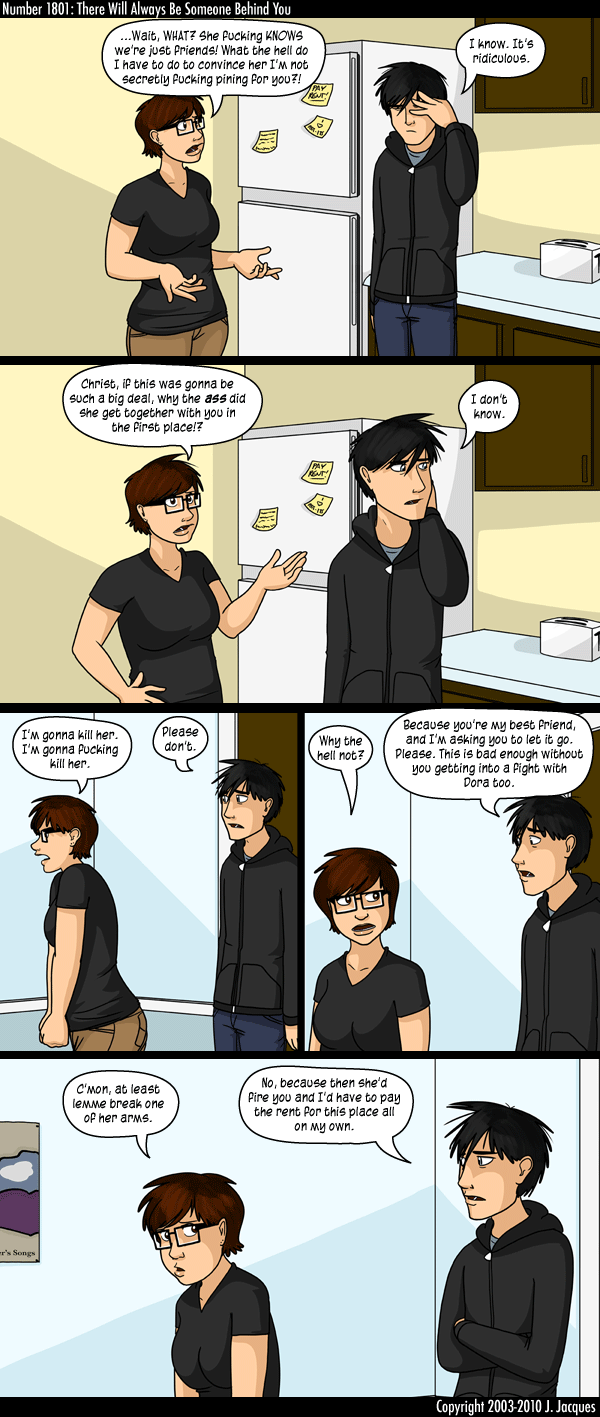 Number 1801: There Will Always Be Someone Behind You
...Wait, WHAT? She fucking KNOWS
we're just friends! What the hell do
I have to do to convince her I'm not
secretly fucking pining for you?!
I know. It's
ridiculous.
PAY
RENT!
Christ, if this was gonna be
such a big deal, why the ass did
she get together with you in
the first place!?
I don't
know.
PAY
RENT!
I'm gonna kill her.
I'm gonna fucking
kill her.
Please
don't.
Why the
hell not?
Because you're my best friend,
and I'm asking you to let it go.
Please. This is bad enough without
you getting into a fight with
Dora too.
C'mon, at least
lemme break one
of her arms.
No, because then she'd
fire you and I'd have to pay
the rent for this place all
on my own.
er's Songs
Copyright 2003-2010 J. Jacques